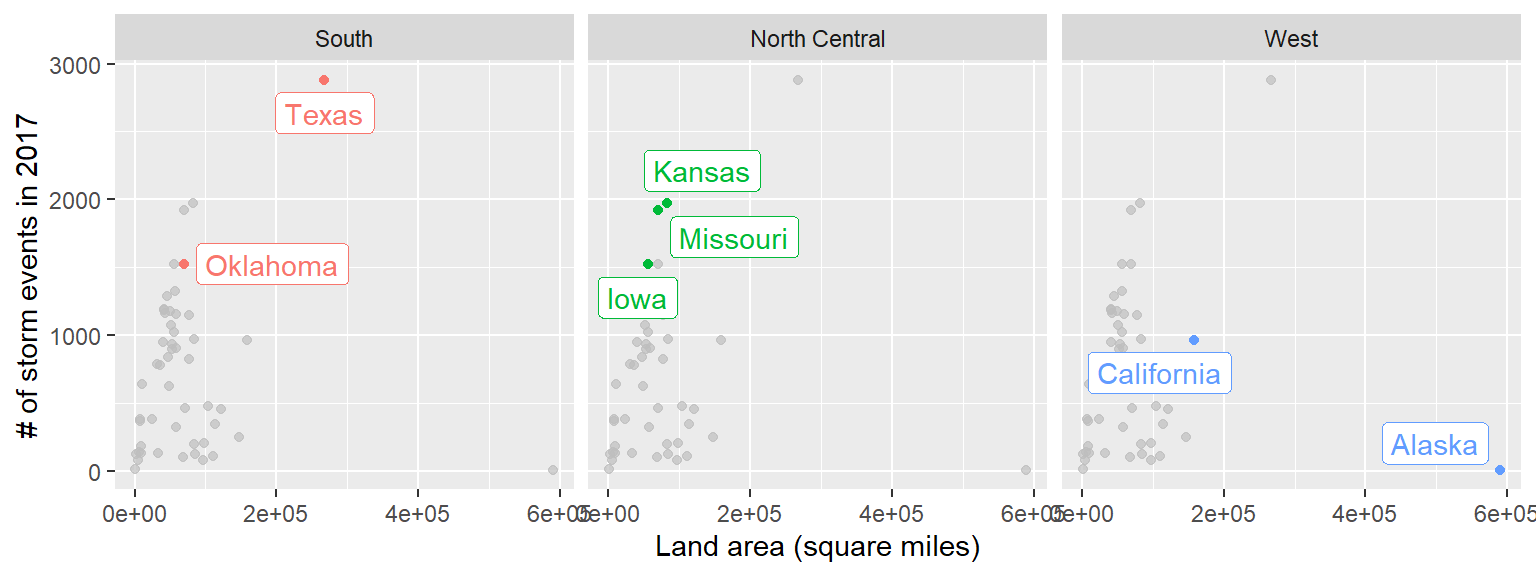 South
North Central
West
# of storm events in 2017
3000
2000
1000
0
Texas
Oklahoma
Kansas
Missouri
Iowa
California
Alaska
0e+00 2e+05 4e+05 6e+05
0e+00 2e+05 4e+05 6e+05
0e+00 2e+05 4e+05 6e+05
Land area (square miles)